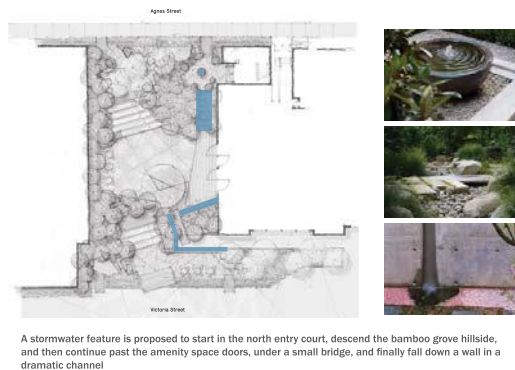 Agnes Street
Victoria Street
A stormwater feature is proposed to start in the north entry court, descend the bamboo grove hillside,
and then continue past the amenity space doors, under a small bridge, and finally fall down a wall in a
dramatic channel